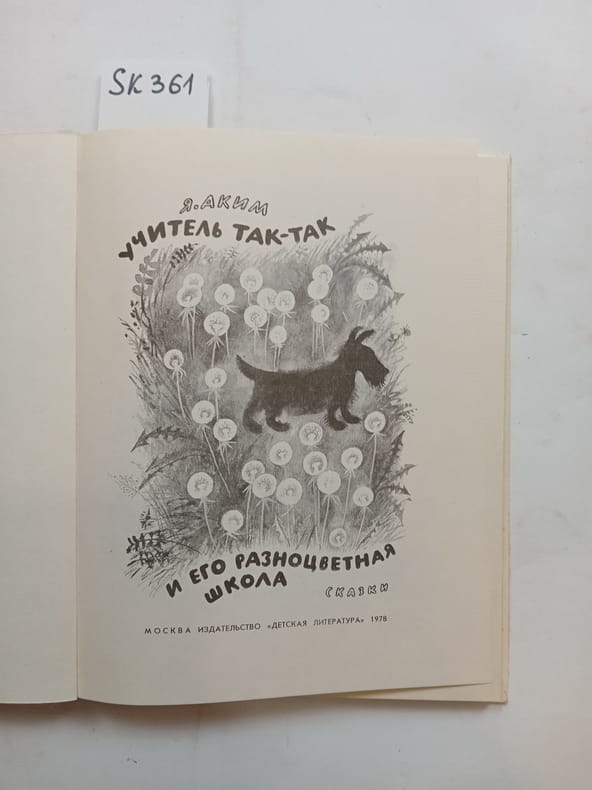 SK 361
Я. АКИМ
УЧИТЕЛЬ ТАК-ТАК
И ЕГО РАЗНОЦВЕТНАЯ
ШКОЛА
СКАЗКИ
МОСКВА ИЗДАТЕЛЬСТВО «ДЕТСКАЯ ЛИТЕРАТУРА» 1978